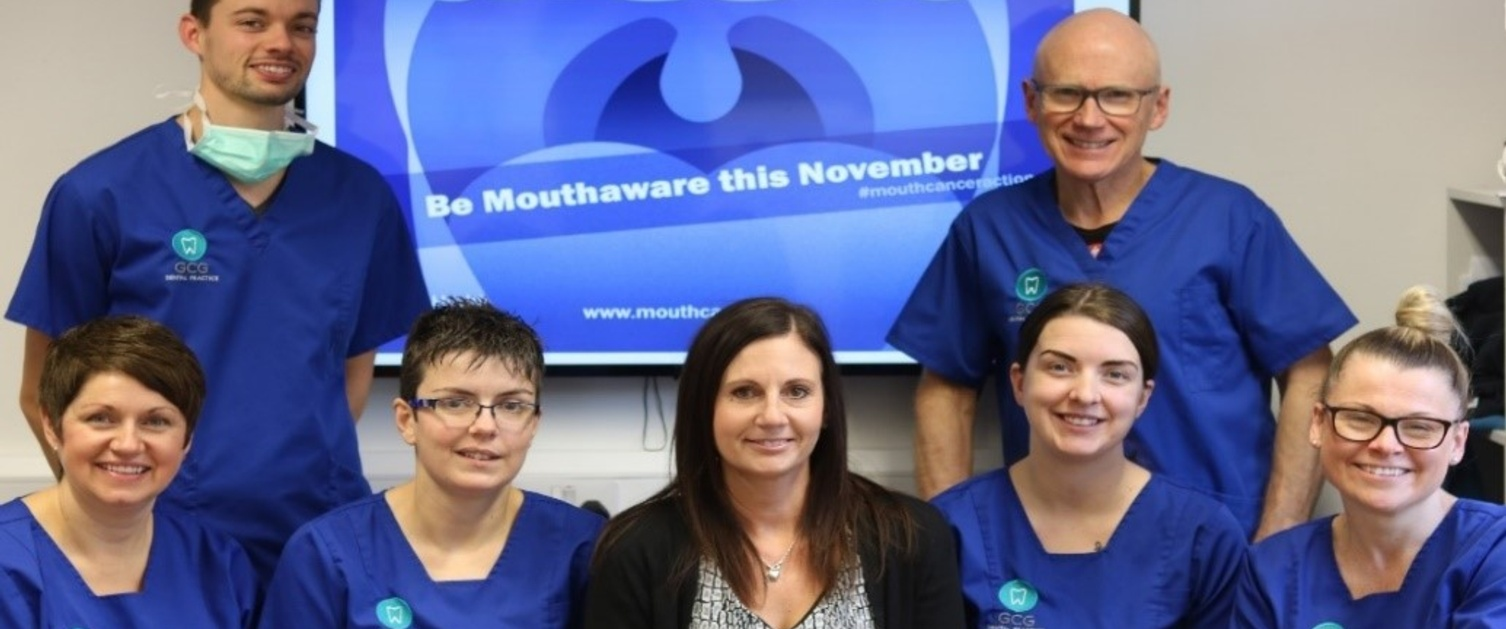 Be Mouthaware this November
#mouthcanceraction
www.mouthca
GCG
DENTAL PRACTICE
GCG